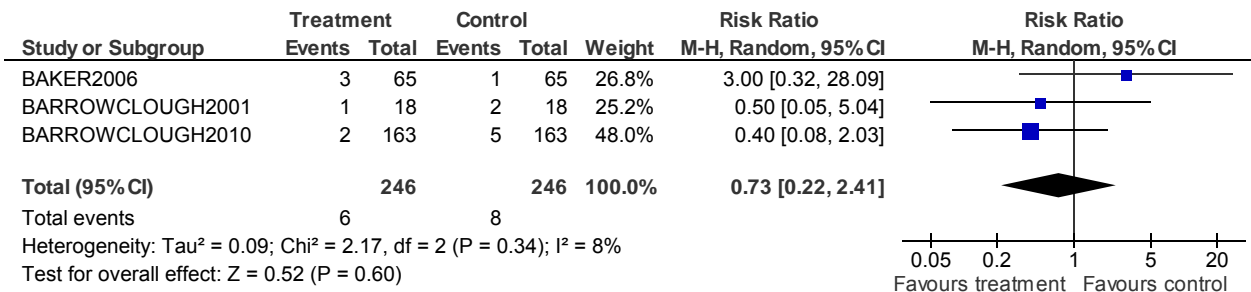 Treatment Control Risk Ratio Risk Ratio
Study or Subgroup Events Total Events Total Weight M-H, Random, 95% CI M-H, Random, 95% CI
BAKER2006 3 65 1 65 26.8% 3.00 [0.32, 28.09]
BARROWCLOUGH2001 1 18 2 18 25.2% 0.50 [0.05, 5.04]
BARROWCLOUGH2010 2 163 5 163 48.0% 0.40 [0.08, 2.03]
Total (95% CI) 246 246 100.0% 0.73 [0.22, 2.41]
Total events 6 8
Heterogeneity: Tau² = 0.09; Chi² = 2.17, df = 2 (P = 0.34); I² = 8%
Test for overall effect: Z = 0.52 (P = 0.60)
0.05 0.2 1 5 20
Favours treatment Favours control